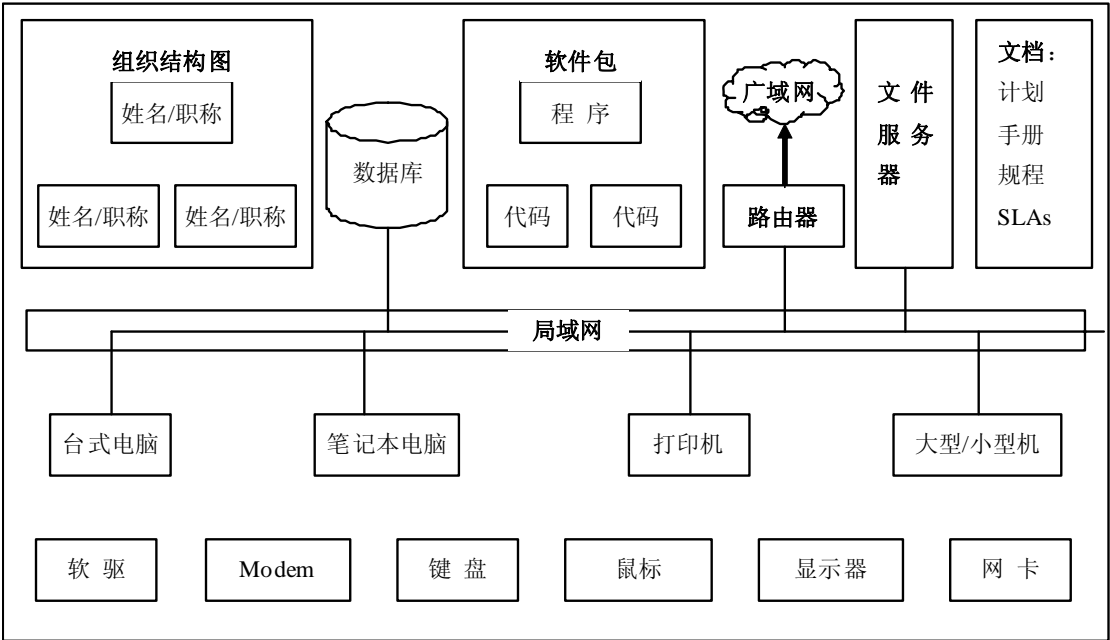 组织结构图
姓名/职称
姓名/职称
姓名/职称
数据库
软件包
程 序
代码
代码
广域网
路由器
文 件
服 务
器
文档：
计划
手册
规程
SLAs
局域网
台式电脑
笔记本电脑
打印机
大型/小型机
软 驱
Modem
键 盘
鼠标
显示器
网 卡